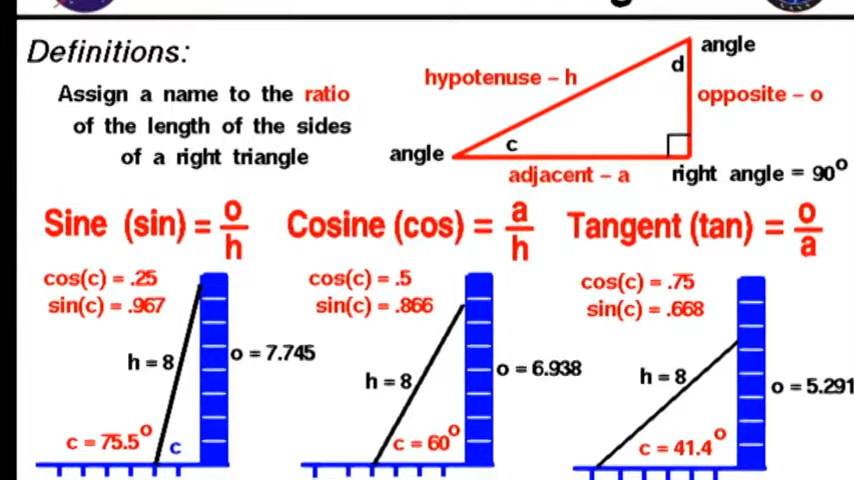 Definitions:
Assign a name to the ratio
of the length of the sides
of a right triangle
angle
d
hypotenuse – h
opposite – o
angle
c
adjacent – a
right angle = 90°
Sine (sin) = o/h
Cosine (cos) = a/h
Tangent (tan) = o/a
cos(c) = .25
sin(c) = .967
h = 8
o = 7.745
c = 75.5°
c
cos(c) = .5
sin(c) = .866
h = 8
o = 6.938
c = 60°
cos(c) = .75
sin(c) = .668
h = 8
o = 5.291
c = 41.4°